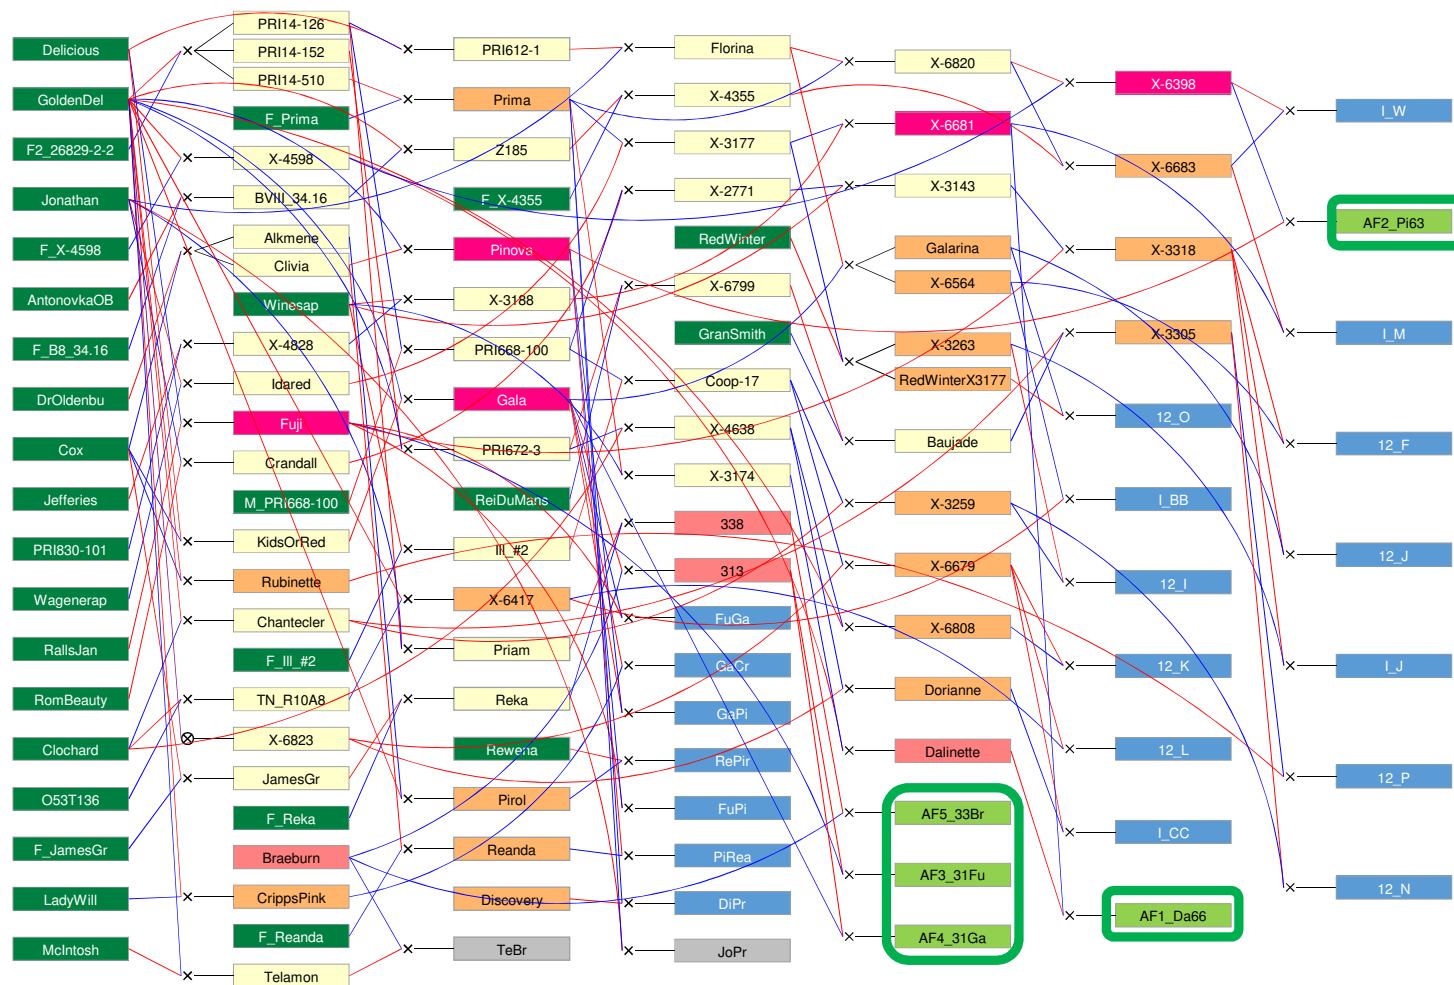 Delicious
GoldenDel
F2_26829-2-2
Jonathan
F_X-4598
AntonovkaOB
F_B8_34.16
DrOldenbu
Cox
Jefferies
PRI830-101
Wagenerap
RallsJan
RomBeauty
Clochard
O53T136
F_JamesGr
LadyWill
McIntosh
PRI14-126
PRI14-152
PRI14-510
F_Prima
X-4598
BVIII_34.16
Alkmene
Clivia
Winesap
X-4828
Idared
Fuji
Crandall
M_PRI668-100
KidsOrRed
Rubinette
Chantecler
F_III_#2
TN_R10A8
X-6823
JamesGr
F_Reka
Braeburn
CrippsPink
F_Reanda
Telamon
PRI612-1
Prima
Z185
F_X-4355
Pinova
X-3188
PRI668-100
Gala
PRI672-3
ReiDuMans
III_#2
X-6417
Priam
Reka
Rewena
Pirol
Reanda
Discovery
TeBr
Florina
X-4355
X-3177
X-2771
RedWinter
X-6799
GranSmith
Coop-17
X-4638
X-3174
338
313
FuGa
GaCr
GaPi
RePir
FuPi
PiRea
DiPr
JoPr
X-6820
X-6681
X-3143
Galarina
X-6564
X-3263
RedWinterX3177
Baujade
X-3259
X-6679
X-6808
Dorianne
Dalinette
AF5_33Br
AF3_31Fu
AF4_31Ga
X-6398
X-6683
X-3318
X-3305
12_O
I_BB
12_I
12_K
12_L
I_CC
AF1_Da66
I_W
AF2_Pi63
I_M
12_F
12_J
I_J
12_P
12_N